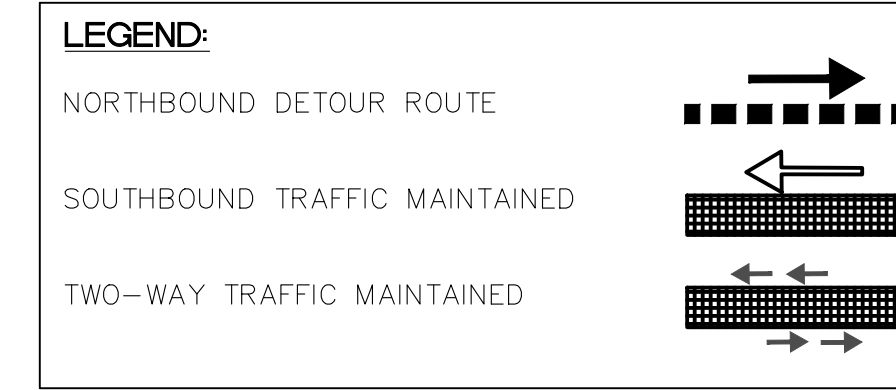 LEGEND:
NORTHBOUND DETOUR ROUTE
SOUTHBOUND TRAFFIC MAINTAINED
TWO-WAY TRAFFIC MAINTAINED